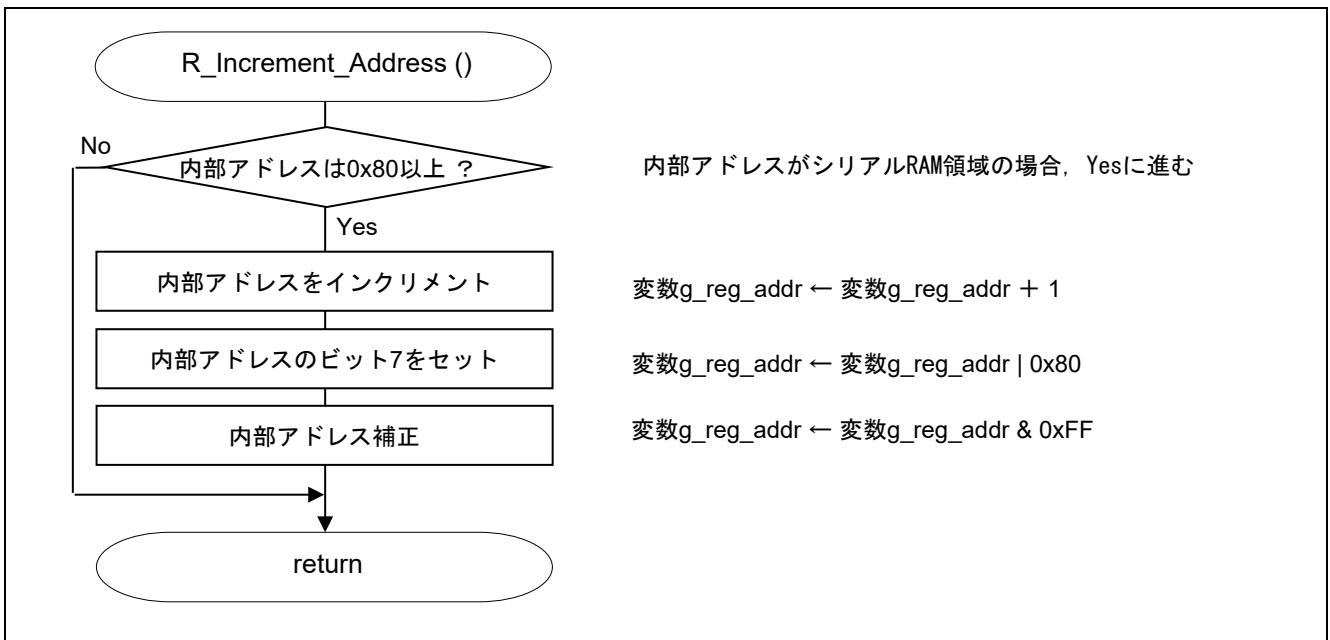 R_Increment_Address ()
No
内部アドレスは0x80以上 ？
内部アドレスがシリアルRAM領域の場合，Yesに進む
Yes
内部アドレスをインクリメント
変数g_reg_addr ← 変数g_reg_addr ＋ 1
内部アドレスのビット7をセット
変数g_reg_addr ← 変数g_reg_addr | 0x80
内部アドレス補正
変数g_reg_addr ← 変数g_reg_addr & 0xFF
return